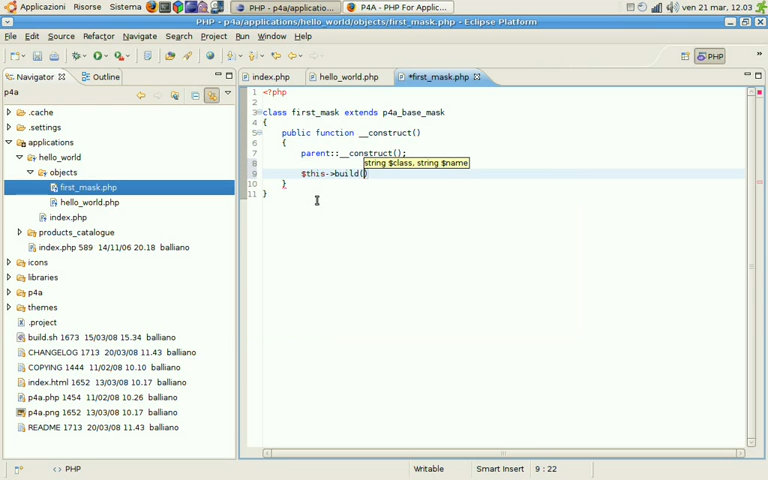 Applicazioni Risorse Sistema PHP - p4a/applicatio... P4A - PHP For Applic... ven 21 mar, 12.03
PHP - p4a/applications/hello_world/objects/first_mask.php - Eclipse Platform
File Edit Source Refactor Navigate Search Project Run Window Help
PHP
Navigator Outline index.php hello_world.php *first_mask.php
p4a
.cache
.settings
applications
hello_world
objects
first_mask.php
hello_world.php
index.php
products_catalogue
index.php 589 14/11/06 20.18 balliano
icons
libraries
p4a
themes
.project
build.sh 1673 15/03/08 15.34 balliano
CHANGELOG 1713 20/03/08 11.43 balliano
COPYING 1444 11/02/08 10.10 balliano
index.html 1652 13/03/08 10.17 balliano
p4a.php 1454 11/02/08 10.26 balliano
p4a.png 1652 13/03/08 10.17 balliano
README 1713 20/03/08 11.43 balliano
1 <?php
2
3 class first_mask extends p4a_base_mask
4 {
5 public function __construct()
6 {
7 parent::__construct();
8 string $class, string $name
9 $this->build()
10 }
11 }
PHP Writable Smart Insert 9 : 22